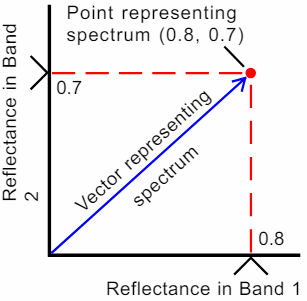 Point representing
spectrum (0.8, 0.7)
Reflectance in Band
2
0.7
Vector representing
spectrum
0.8
Reflectance in Band 1